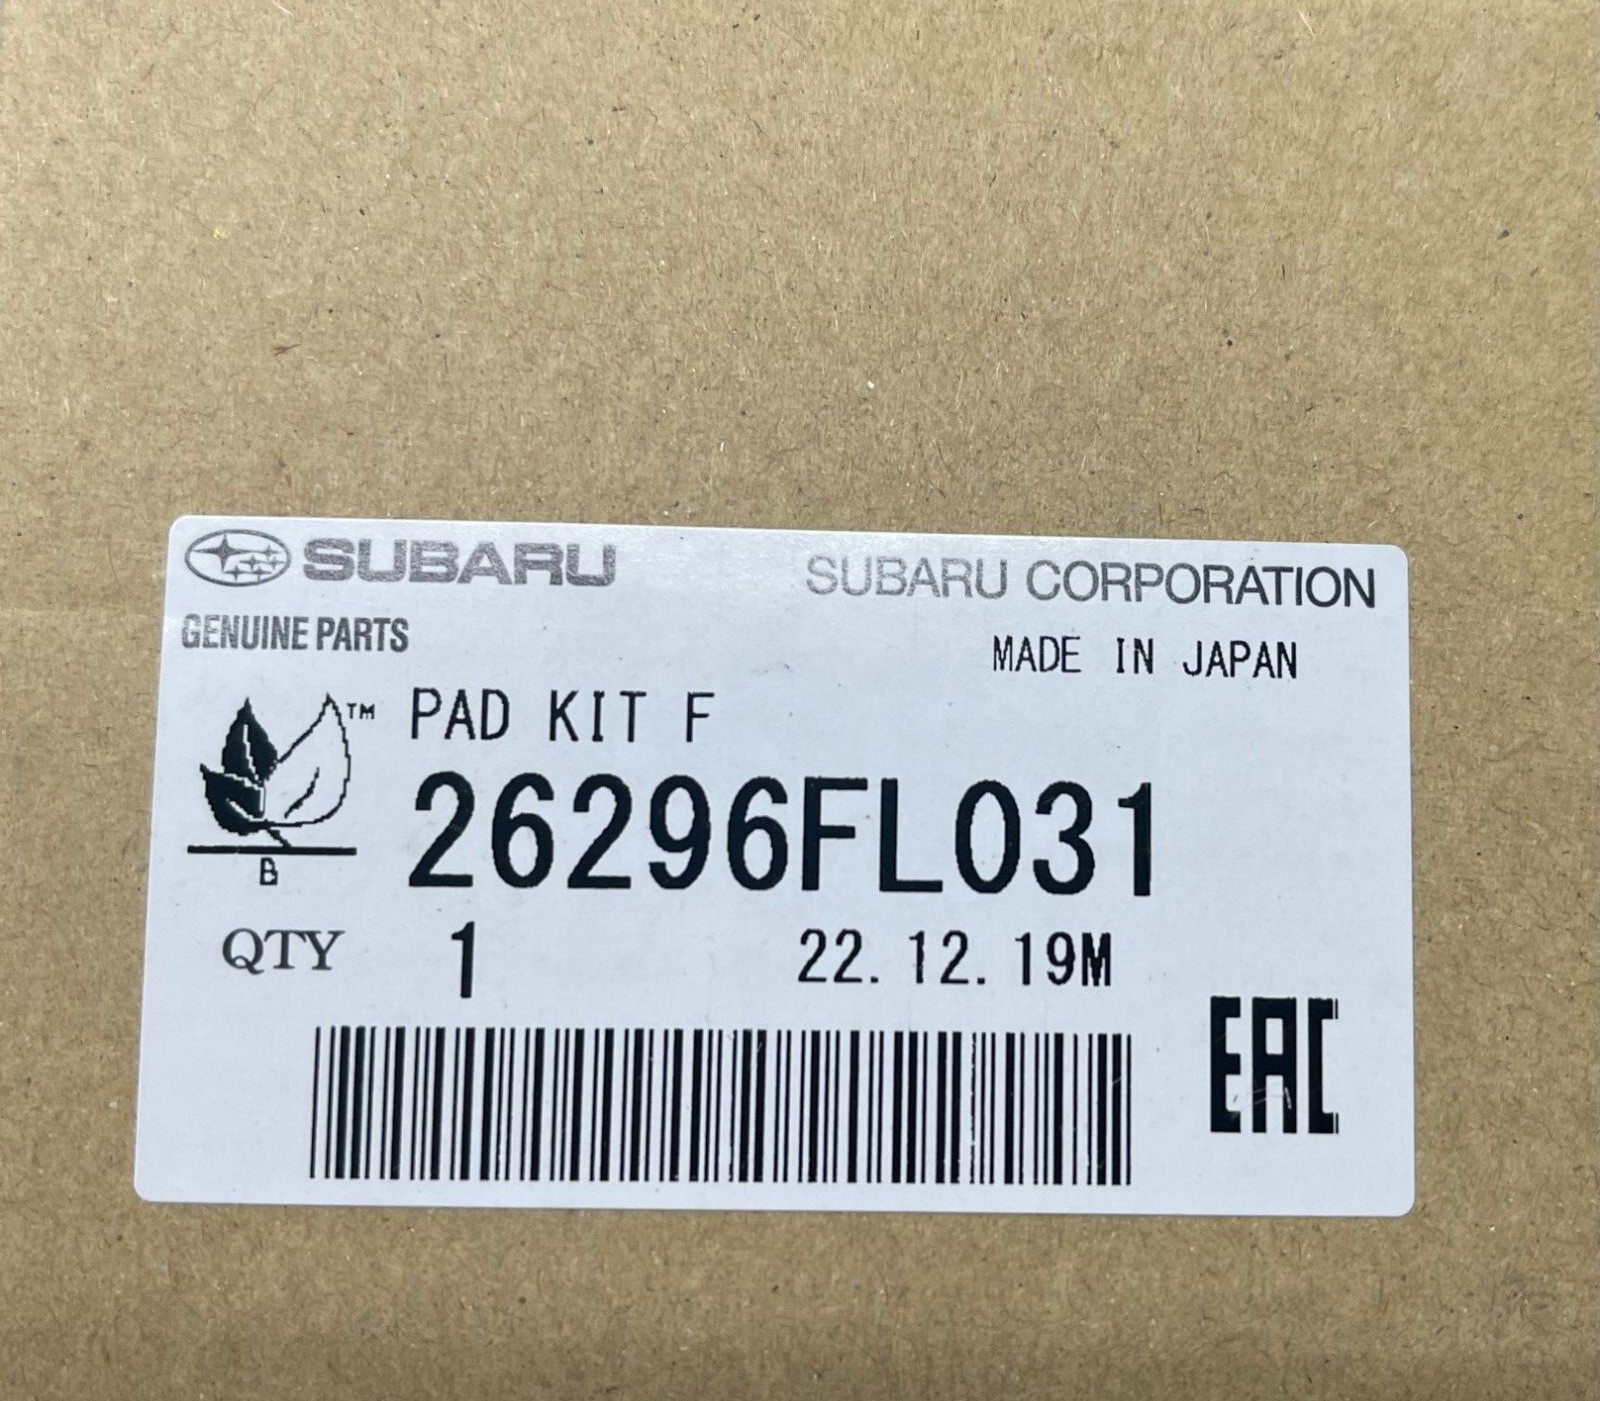 SUBARU
SUBARU CORPORATION
GENUINE PARTS
MADE IN JAPAN
TM
PAD KIT F
26296FL031
B
QTY 1 22.12.19M
EAC